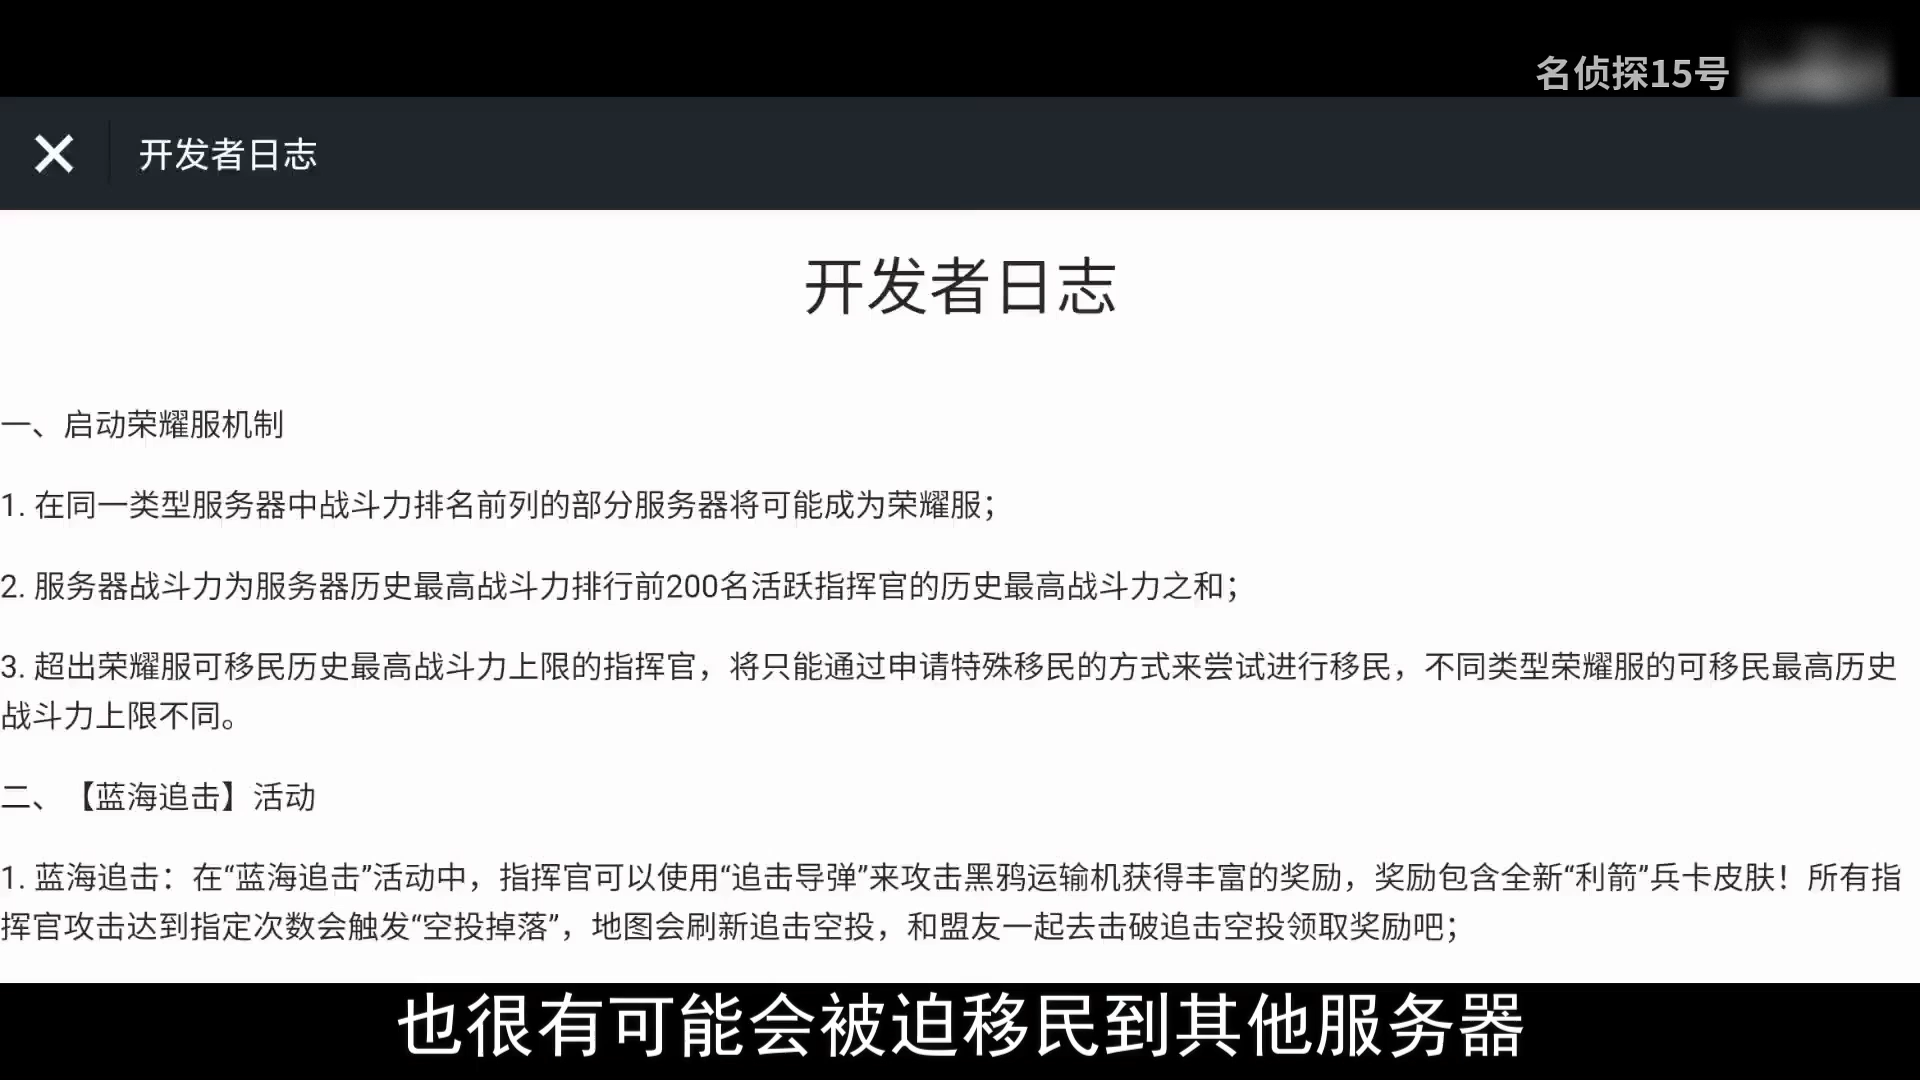 名侦探15号
开发者日志
开发者日志
一、启动荣耀服机制
1. 在同一类型服务器中战斗力排名前列的部分服务器将可能成为荣耀服；
2. 服务器战斗力为服务器历史最高战斗力排行前200名活跃指挥官的历史最高战斗力之和；
3. 超出荣耀服可移民历史最高战斗力上限的指挥官，将只能通过申请特殊移民的方式来尝试进行移民，不同类型荣耀服的可移民最高历史
战斗力上限不同。
二、【蓝海追击】活动
1. 蓝海追击：在“蓝海追击”活动中，指挥官可以使用“追击导弹”来攻击黑鸦运输机获得丰富的奖励，奖励包含全新“利箭”兵卡皮肤！所有指
挥官攻击达到指定次数会触发“空投掉落”，地图会刷新追击空投，和盟友一起去击破追击空投领取奖励吧；
也很有可能会被迫移民到其他服务器